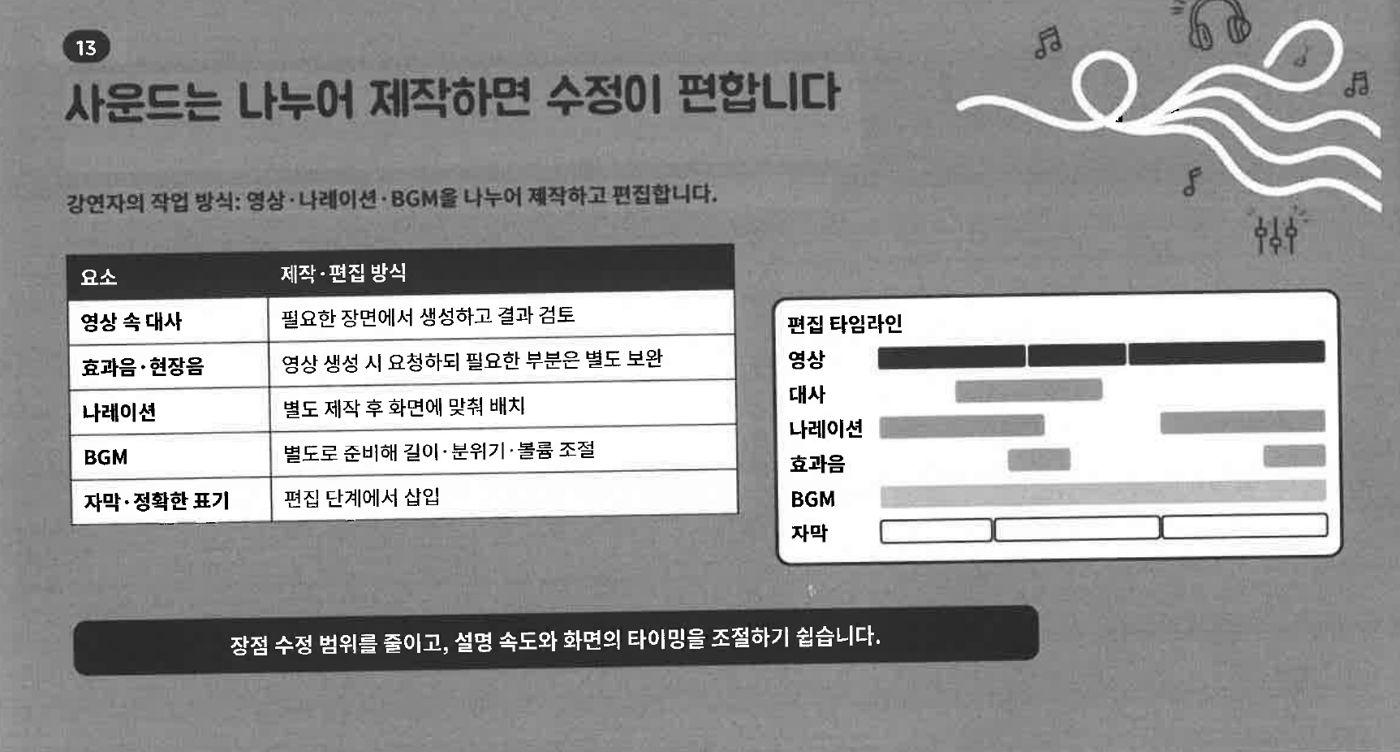 13
사운드는 나누어 제작하면 수정이 편합니다
강연자의 작업 방식: 영상·나레이션·BGM을 나누어 제작하고 편집합니다.
요소 제작·편집 방식
영상 속 대사 필요한 장면에서 생성하고 결과 검토
효과음·현장음 영상 생성 시 요청하되 필요한 부분은 별도 보완
나레이션 별도 제작 후 화면에 맞춰 배치
BGM 별도로 준비해 길이·분위기·볼륨 조절
자막·정확한 표기 편집 단계에서 삽입
편집 타임라인
영상
대사
나레이션
효과음
BGM
자막
장점 수정 범위를 줄이고, 설명 속도와 화면의 타이밍을 조절하기 쉽습니다.